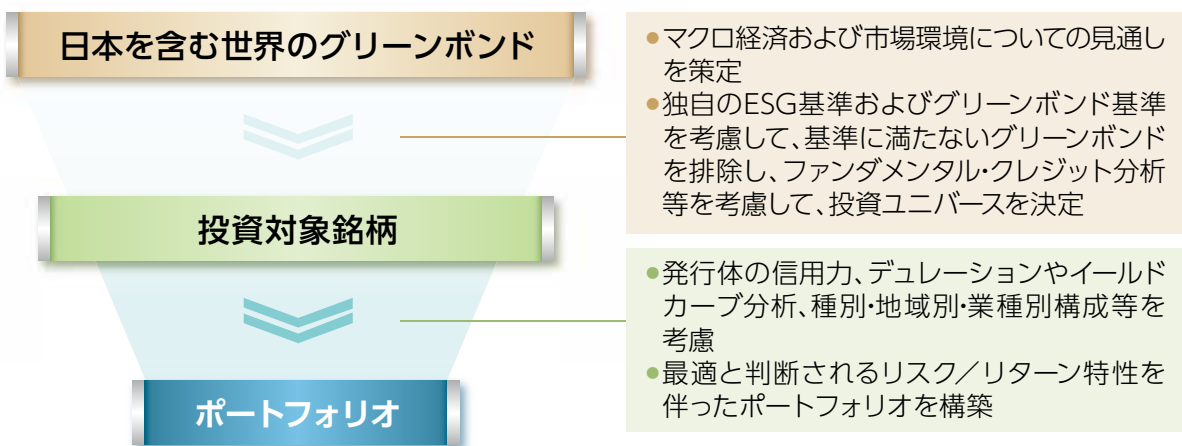 日本を含む世界のグリーンボンド
●マクロ経済および市場環境についての見通し
を策定
●独自のESG基準およびグリーンボンド基準
を考慮して、基準に満たないグリーンボンド
を排除し、ファンダメンタル・クレジット分析
等を考慮して、投資ユニバースを決定
投資対象銘柄
●発行体の信用力、デュレーションやイールド
カーブ分析、種別・地域別・業種別構成等を
考慮
●最適と判断されるリスク／リターン特性を
伴ったポートフォリオを構築
ポートフォリオ